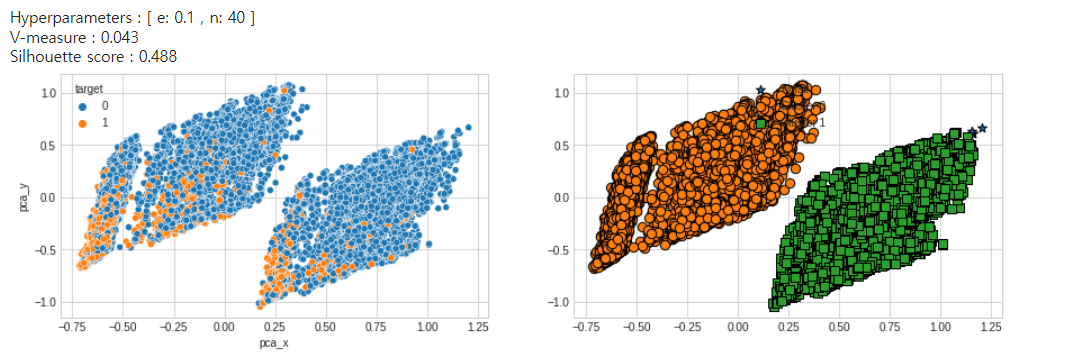 Hyperparameters : [ e: 0.1 , n: 40 ]
V-measure : 0.043
Silhouette score : 0.488
target
0
1
pca_y
1.0
0.5
0.0
−0.5
−1.0
−0.75 −0.50 −0.25 0.00 0.25 0.50 0.75 1.00 1.25
pca_x
1.0
0.5
0.0
−0.5
−1.0
−0.75 −0.50 −0.25 0.00 0.25 0.50 0.75 1.00 1.25